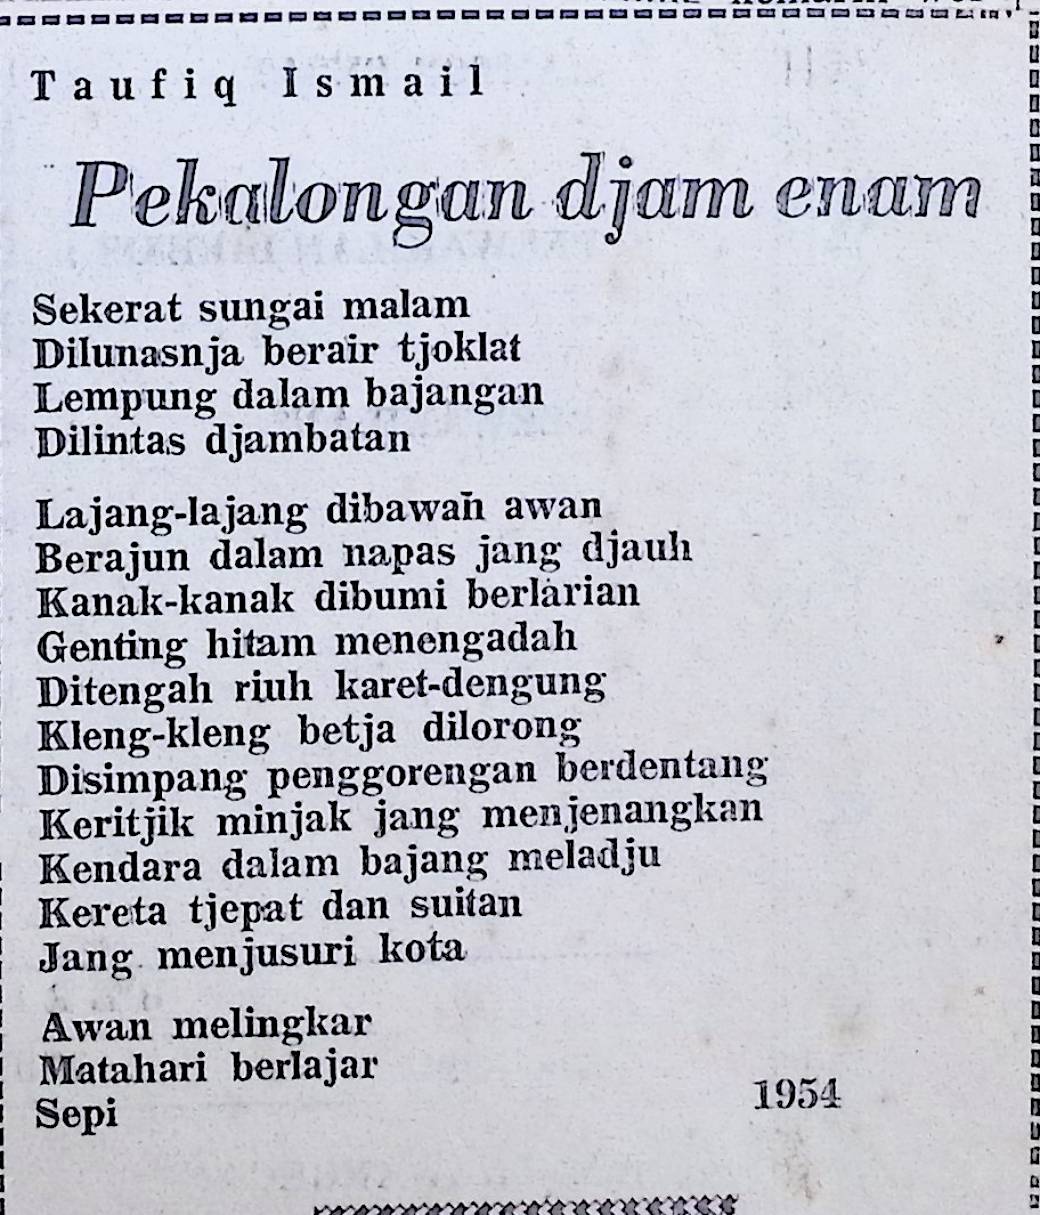 Taufiq Ismail
Pekalongan djam enam
Sekerat sungai malam
Dilunasnja berair tjoklat
Lempung dalam bajangan
Dilintas djambatan
Lajang-lajang dibawah awan
Berajun dalam napas jang djauh
Kanak-kanak dibumi berlarian
Genting hitam menengadah
Ditengah riuh karet-dengung
Kleng-kleng betja dilorong
Disimpang penggorengan berdentang
Keritjik minjak jang menjenangkan
Kendara dalam bajang meladju
Kereta tjepat dan suitan
Jang menjusuri kota
Awan melingkar
Matahari berlajar
Sepi
1954